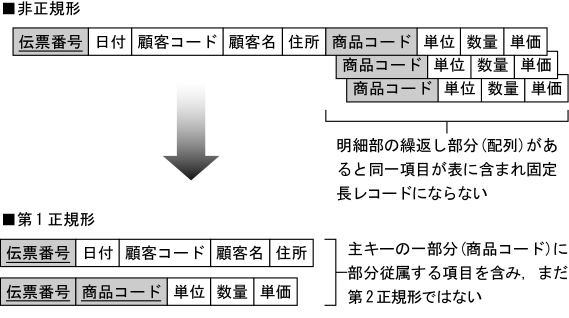 ■非正規形
伝票番号 日付 顧客コード 顧客名 住所 商品コード 単位 数量 単価
商品コード 単位 数量 単価
商品コード 単位 数量 単価
明細部の繰返し部分(配列)があ
ると同一項目が表に含まれ固定
長レコードにならない
■第1正規形
伝票番号 日付 顧客コード 顧客名 住所
伝票番号 商品コード 単位 数量 単価
主キーの一部分(商品コード)に
部分従属する項目を含み，まだ
第2正規形ではない